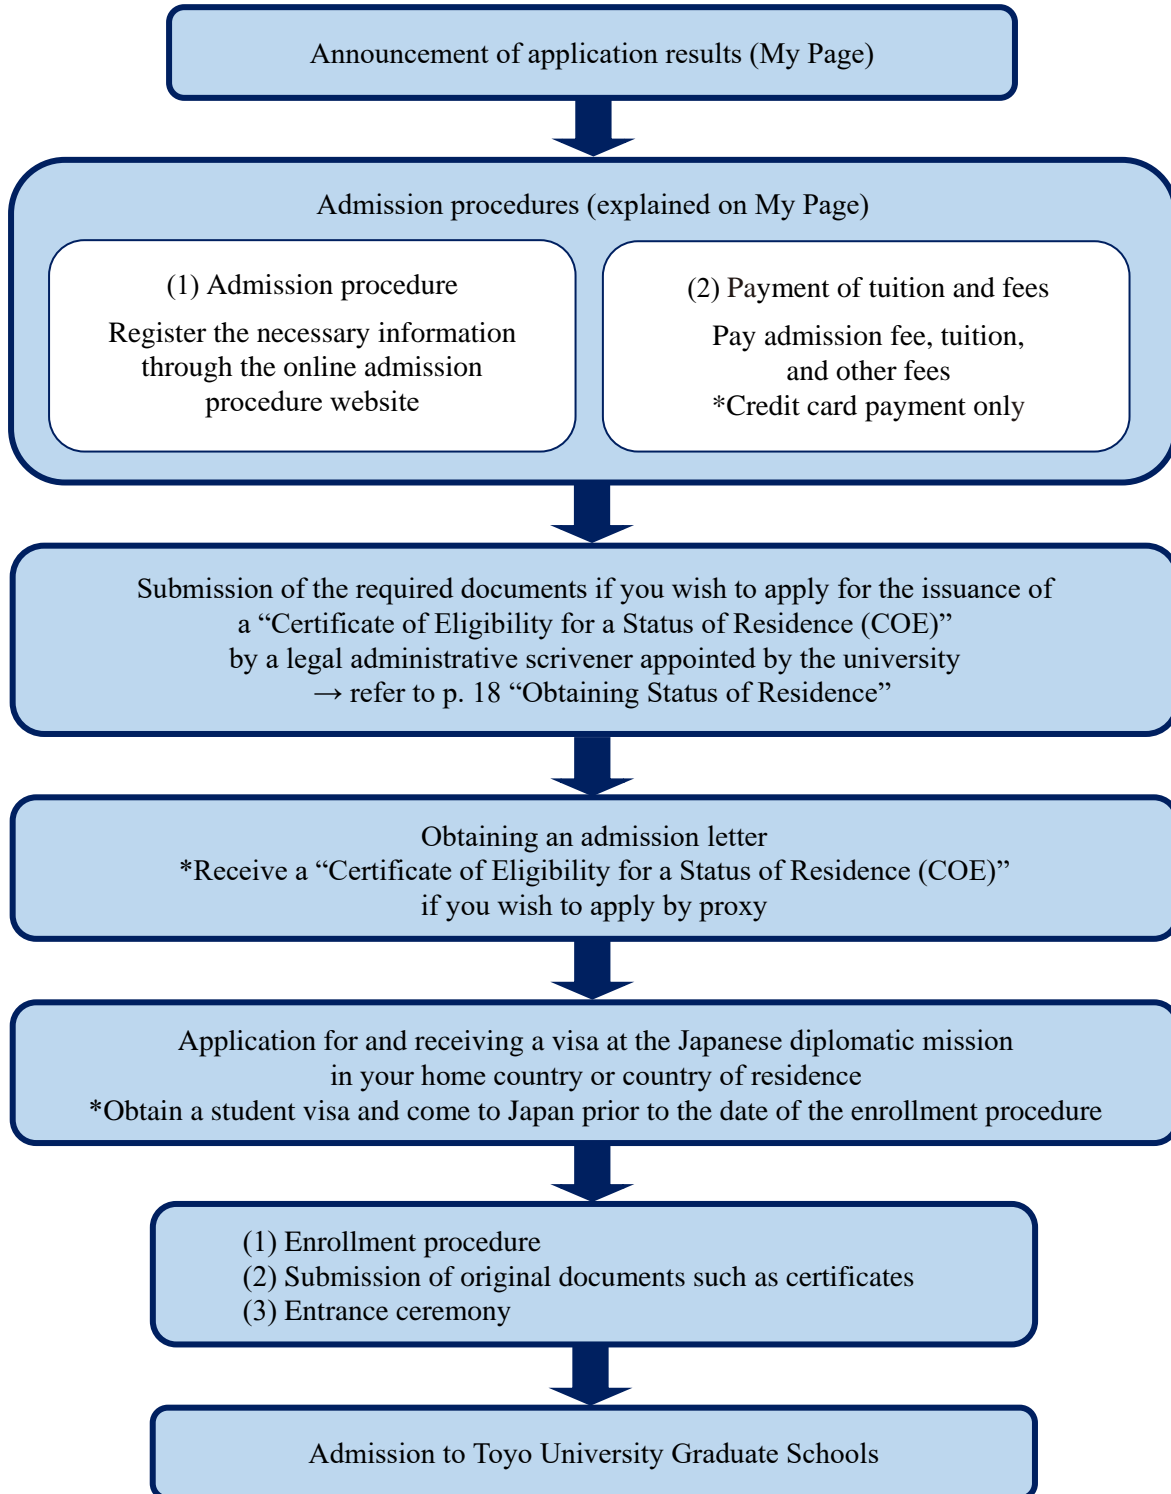 Announcement of application results (My Page)
Admission procedures (explained on My Page)
(1) Admission procedure
Register the necessary information
through the online admission
procedure website
(2) Payment of tuition and fees
Pay admission fee, tuition,
and other fees
*Credit card payment only
Submission of the required documents if you wish to apply for the issuance of
a “Certificate of Eligibility for a Status of Residence (COE)”
by a legal administrative scrivener appointed by the university
→ refer to p. 18 “Obtaining Status of Residence”
Obtaining an admission letter
*Receive a “Certificate of Eligibility for a Status of Residence (COE)”
if you wish to apply by proxy
Application for and receiving a visa at the Japanese diplomatic mission
in your home country or country of residence
*Obtain a student visa and come to Japan prior to the date of the enrollment procedure
(1) Enrollment procedure
(2) Submission of original documents such as certificates
(3) Entrance ceremony
Admission to Toyo University Graduate Schools